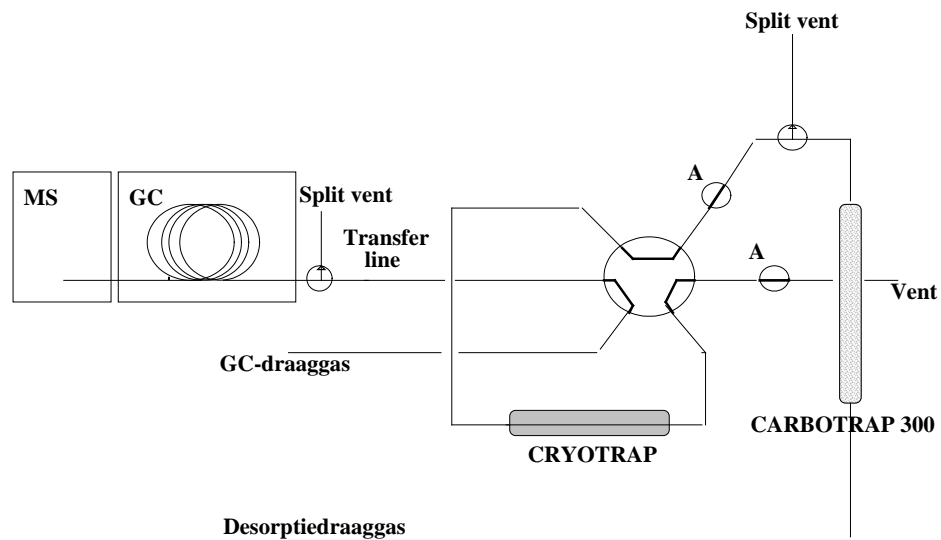 Split vent
A
MS
GC
Split vent
Transfer
line
A
Vent
GC-draaggas
CARBOTRAP 300
CRYOTRAP
Desorptiedraaggas